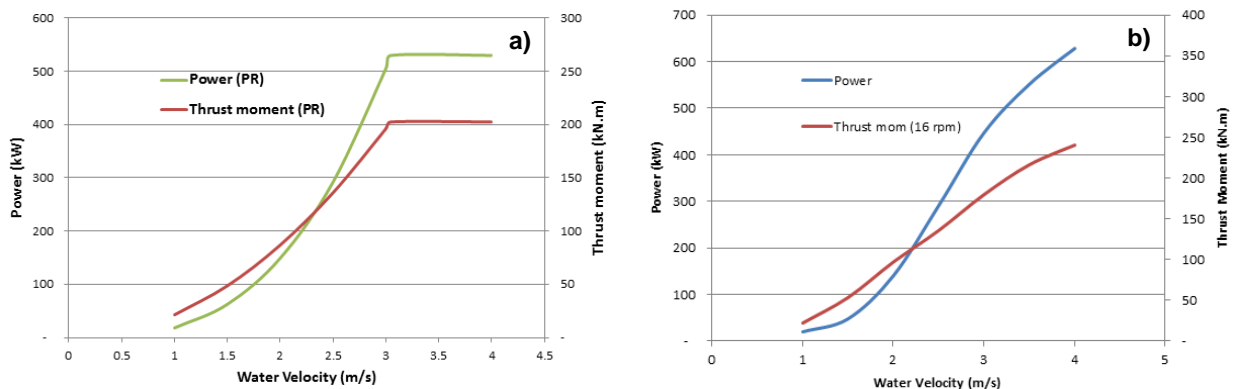 a)
600
500
400
300
200
100
-
Power (kW)
300
250
200
150
100
50
-
Thrust moment (kN.m)
Power (PR)
Thrust moment (PR)
0 0.5 1 1.5 2 2.5 3 3.5 4 4.5
Water Velocity (m/s)
b)
700
600
500
400
300
200
100
-
Power (kW)
400
350
300
250
200
150
100
50
-
Thrust Moment (kN.m)
Power
Thrust mom (16 rpm)
0 1 2 3 4 5
Water Velocity (m/s)